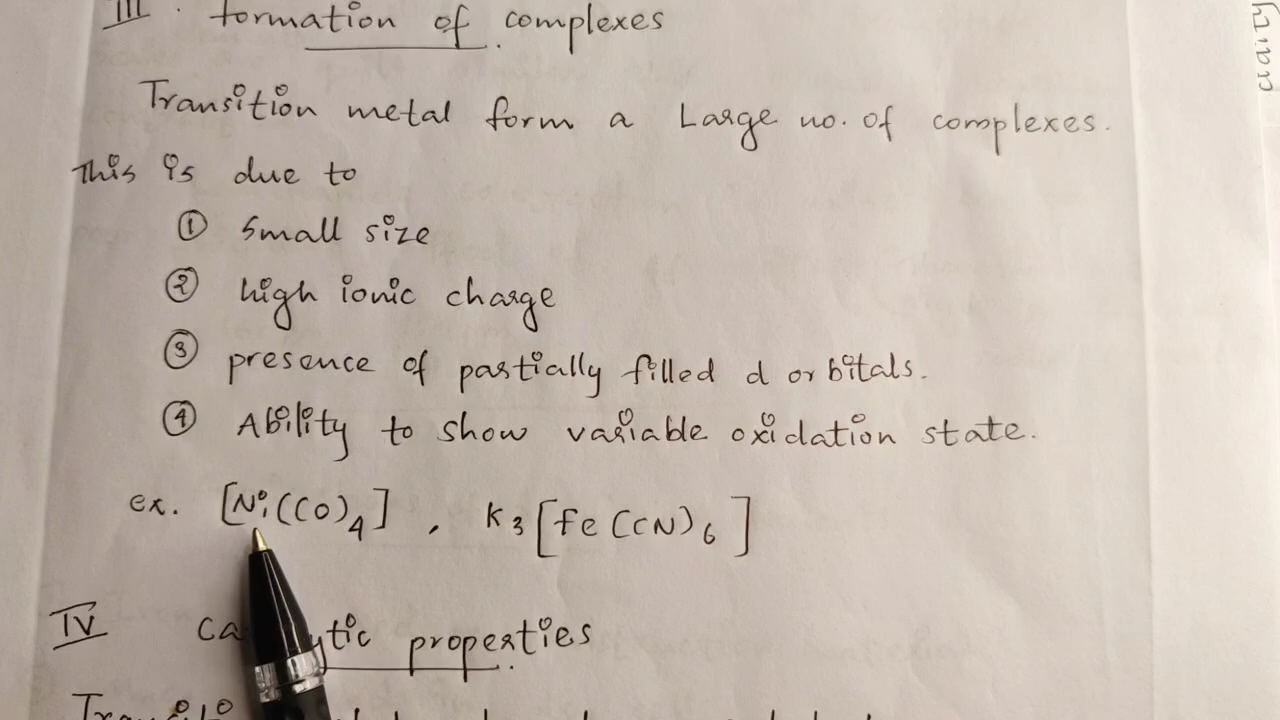 III. formation of complexes
Transition metal form a Large no. of complexes.
This is due to
① Small size
② high ionic charge
③ presence of partially filled d orbitals.
④ Ability to show variable oxidation state.
ex. [Ni(CO)4] , K3[Fe(CN)6]
IV properties